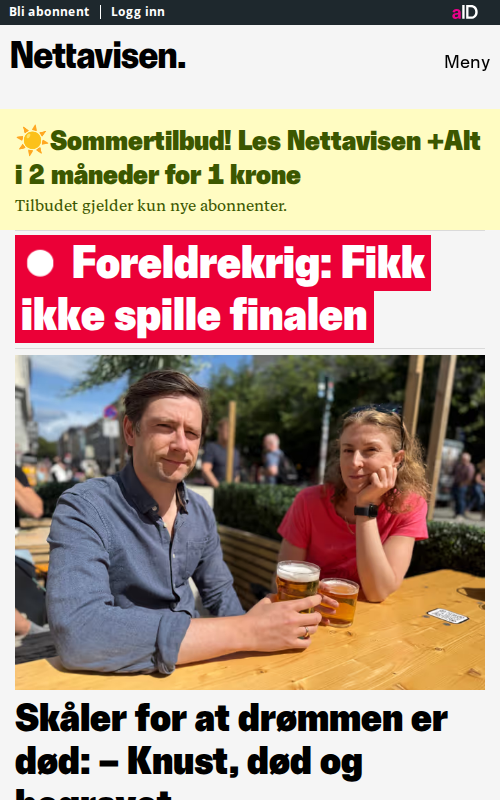 Bli abonnent | Logg inn
aID
Nettavisen.
Meny
Sommertilbud! Les Nettavisen +Alt
i 2 måneder for 1 krone
Tilbudet gjelder kun nye abonnenter.
Foreldrekrig: Fikk
ikke spille finalen
Skåler for at drømmen er
død: – Knust, død og